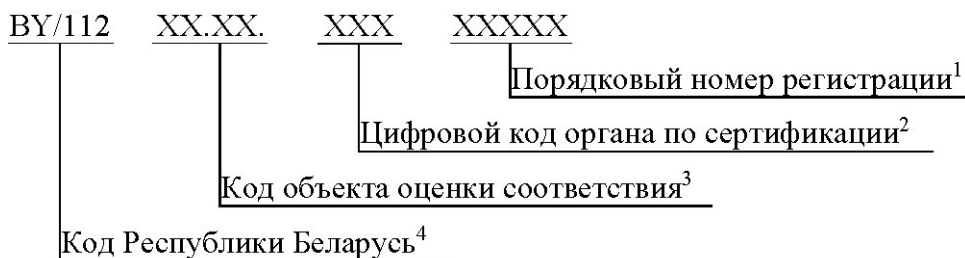 BY/112 XX.XX. XXX XXXXX
Порядковый номер регистрации¹
Цифровой код органа по сертификации²
Код объекта оценки соответствия³
Код Республики Беларусь⁴